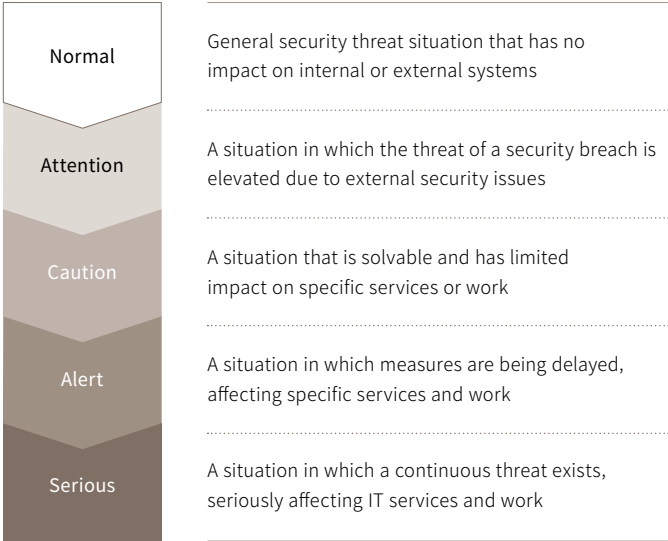 Normal
General security threat situation that has no
impact on internal or external systems
Attention
A situation in which the threat of a security breach is
elevated due to external security issues
Caution
A situation that is solvable and has limited
impact on specific services or work
Alert
A situation in which measures are being delayed,
affecting specific services and work
Serious
A situation in which a continuous threat exists,
seriously affecting IT services and work